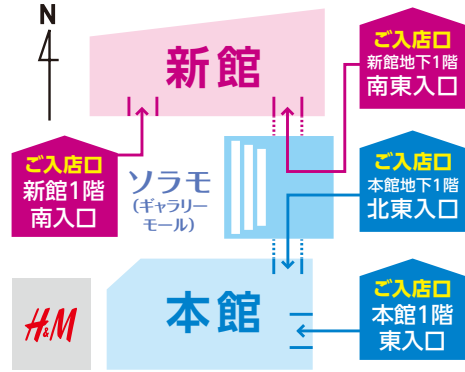 N
新館
ご入店口
新館地下1階
南東入口
ご入店口
新館1階
南入口
ソラモ
(ギャラリー
モール)
ご入店口
本館地下1階
北東入口
H&M
本館
ご入店口
本館1階
東入口